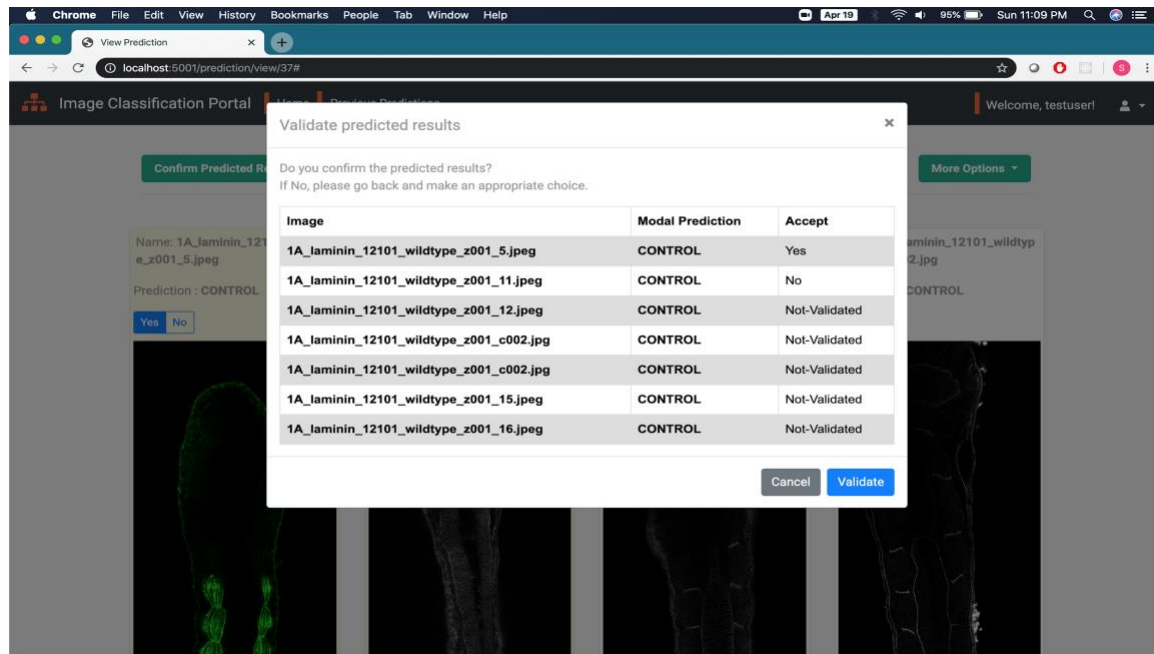 Chrome File Edit View History Bookmarks People Tab Window Help Apr 19 95% Sun 11:09 PM
View Prediction
localhost:5001/prediction/view/37#
S
Image Classification Portal Home Previous Predictions Welcome, testuser!
Validate predicted results ×
Confirm Predicted Re
More Options
Do you confirm the predicted results?
If No, please go back and make an appropriate choice.
Image Modal Prediction Accept
1A_laminin_12101_wildtype_z001_5.jpeg CONTROL Yes
1A_laminin_12101_wildtype_z001_11.jpeg CONTROL No
1A_laminin_12101_wildtype_z001_12.jpeg CONTROL Not-Validated
1A_laminin_12101_wildtype_z001_c002.jpg CONTROL Not-Validated
1A_laminin_12101_wildtype_z001_c002.jpg CONTROL Not-Validated
1A_laminin_12101_wildtype_z001_15.jpeg CONTROL Not-Validated
1A_laminin_12101_wildtype_z001_16.jpeg CONTROL Not-Validated
Cancel Validate
Name: 1A_laminin_121
e_z001_5.jpeg
Prediction : CONTROL
Yes No
aminin_12101_wildtyp
2.jpg
CONTROL